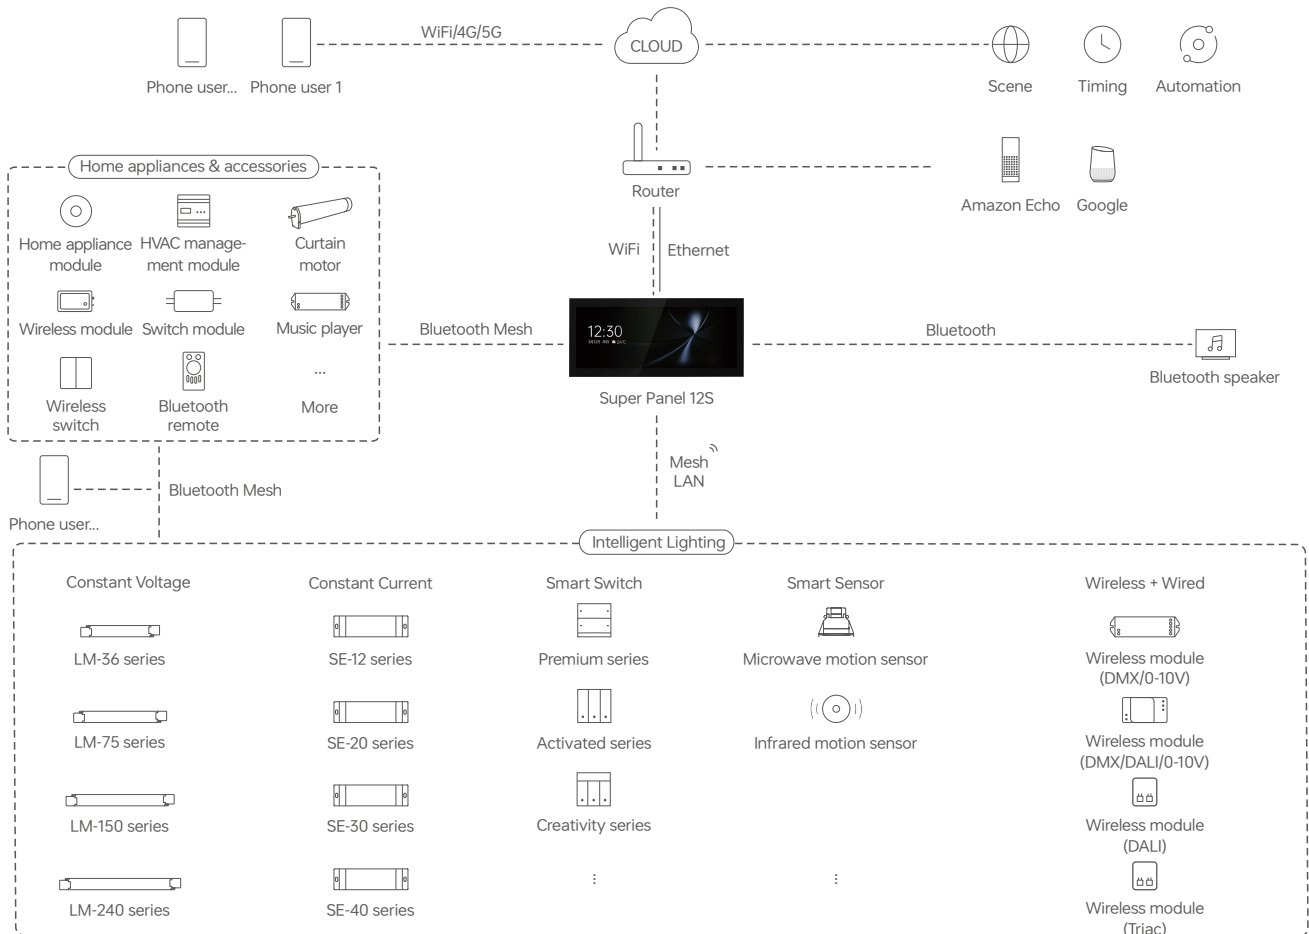 WiFi/4G/5G
CLOUD
Phone user...
Phone user 1
Scene
Timing
Automation
Home appliances & accessories
Router
Amazon Echo
Google
Home appliance
module
HVAC manage-
ment module
Curtain
motor
WiFi
Ethernet
Wireless module
Switch module
Music player
Bluetooth Mesh
12:30
24°C
Bluetooth
Bluetooth speaker
Super Panel 12S
Wireless
switch
Bluetooth
remote
...
More
Mesh
LAN
Bluetooth Mesh
Phone user...
Intelligent Lighting
Constant Voltage
Constant Current
Smart Switch
Smart Sensor
Wireless + Wired
LM-36 series
SE-12 series
Premium series
Microwave motion sensor
Wireless module
(DMX/0-10V)
LM-75 series
SE-20 series
Activated series
Infrared motion sensor
Wireless module
(DMX/DALI/0-10V)
LM-150 series
SE-30 series
Creativity series
Wireless module
(DALI)
LM-240 series
SE-40 series
Wireless module
(Triac)